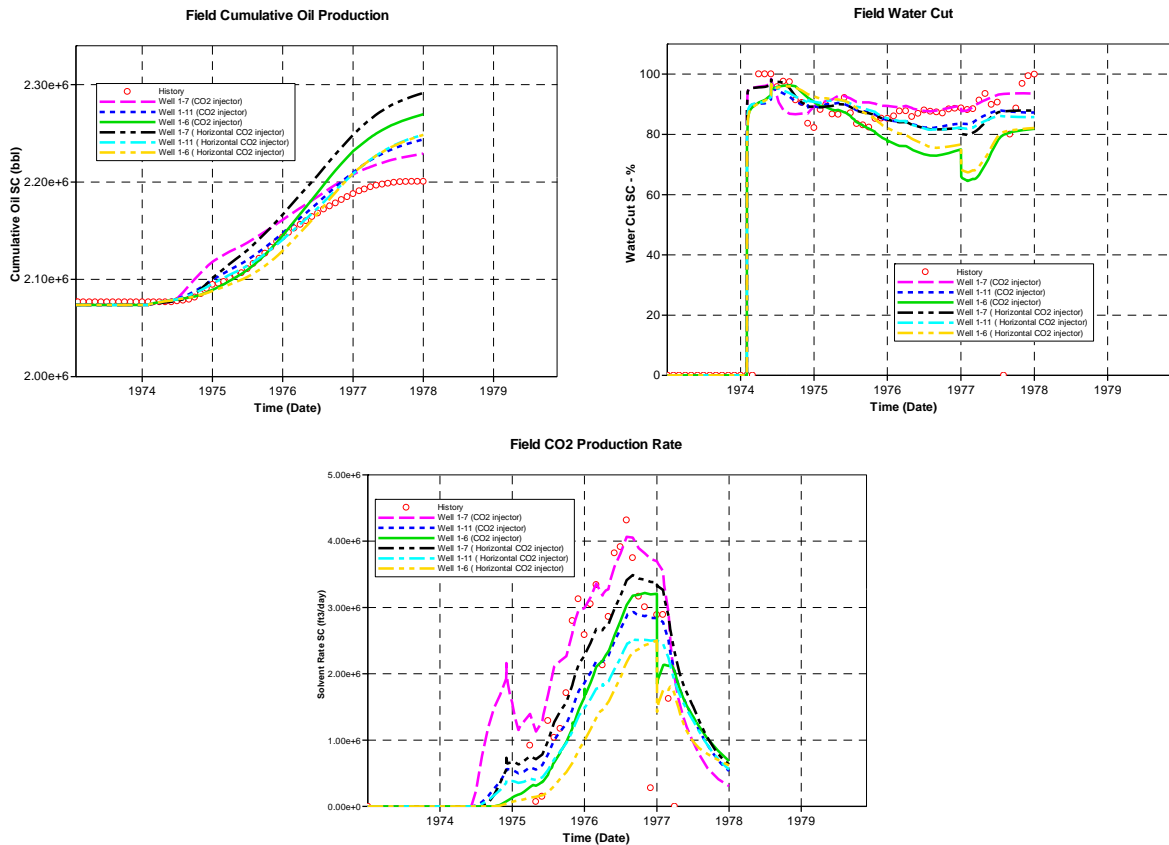 Field Cumulative Oil Production
2.30e+6
2.20e+6
2.10e+6
2.00e+6
Cumulative Oil SC (bbl)
History
Well 1-7 (CO2 injector)
Well 1-11 (CO2 injector)
Well 1-6 (CO2 injector)
Well 1-7 ( Horizontal CO2 injector)
Well 1-11 ( Horizontal CO2 injector)
Well 1-6 ( Horizontal CO2 injector)
1974 1975 1976 1977 1978 1979
Time (Date)
Field Water Cut
100
80
60
40
20
0
Water Cut SC - %
History
Well 1-7 (CO2 injector)
Well 1-11 (CO2 injector)
Well 1-6 (CO2 injector)
Well 1-7 ( Horizontal CO2 injector)
Well 1-11 ( Horizontal CO2 injector)
Well 1-6 ( Horizontal CO2 injector)
1974 1975 1976 1977 1978 1979
Time (Date)
Field CO2 Production Rate
5.00e+6
4.00e+6
3.00e+6
2.00e+6
1.00e+6
0.00e+0
Solvent Rate SC (ft3/day)
History
Well 1-7 (CO2 injector)
Well 1-11 (CO2 injector)
Well 1-6 (CO2 injector)
Well 1-7 ( Horizontal CO2 injector)
Well 1-11 ( Horizontal CO2 injector)
Well 1-6 ( Horizontal CO2 injector)
1974 1975 1976 1977 1978 1979
Time (Date)